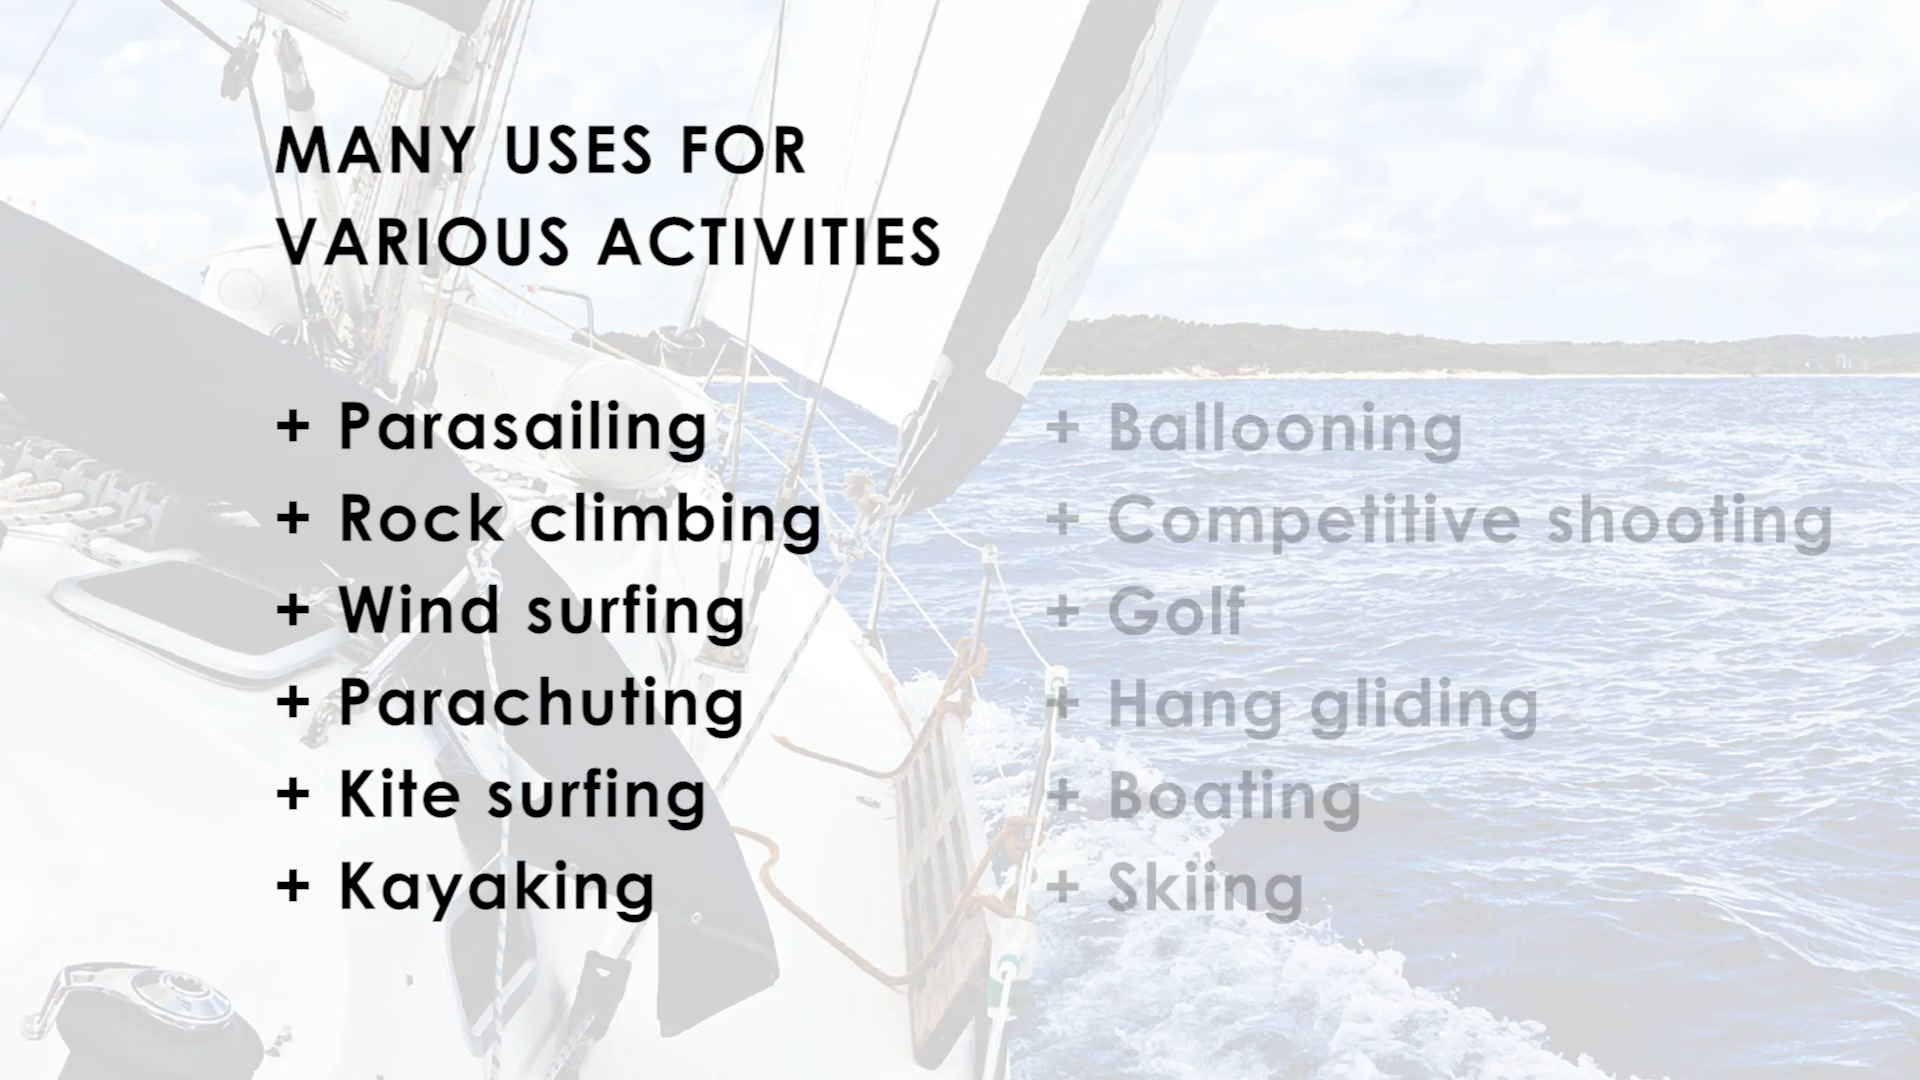 MANY USES FOR
VARIOUS ACTIVITIES
+ Parasailing
+ Rock climbing
+ Wind surfing
+ Parachuting
+ Kite surfing
+ Kayaking
+ Ballooning
+ Competitive shooting
+ Golf
+ Hang gliding
+ Boating
+ Skiing